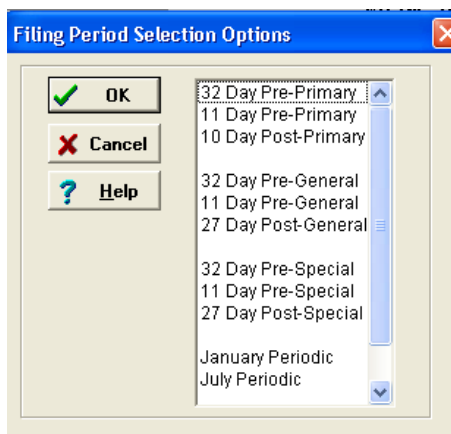 Filing Period Selection Options
OK
Cancel
Help
32 Day Pre-Primary
11 Day Pre-Primary
10 Day Post-Primary
32 Day Pre-General
11 Day Pre-General
27 Day Post-General
32 Day Pre-Special
11 Day Pre-Special
27 Day Post-Special
January Periodic
July Periodic